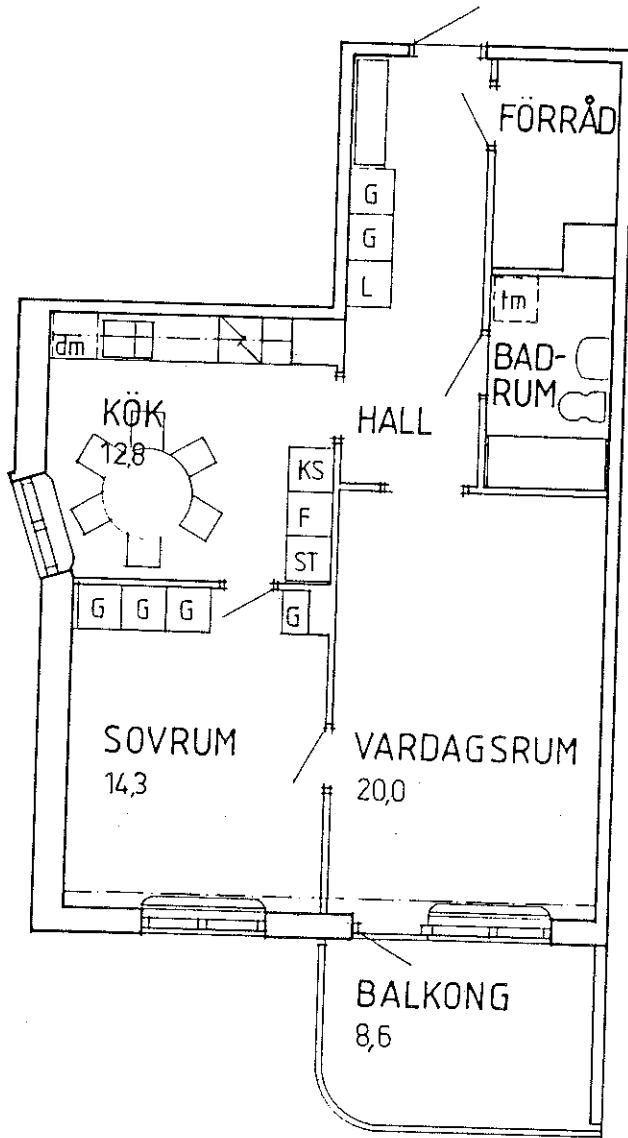 FÖRRÅD
G
G
L
tm
dm
BAD-
RUM
KÖK
12,8
HALL
KS
F
ST
G G G G
SOVRUM
14,3
VARDAGSRUM
20,0
BALKONG
8,6